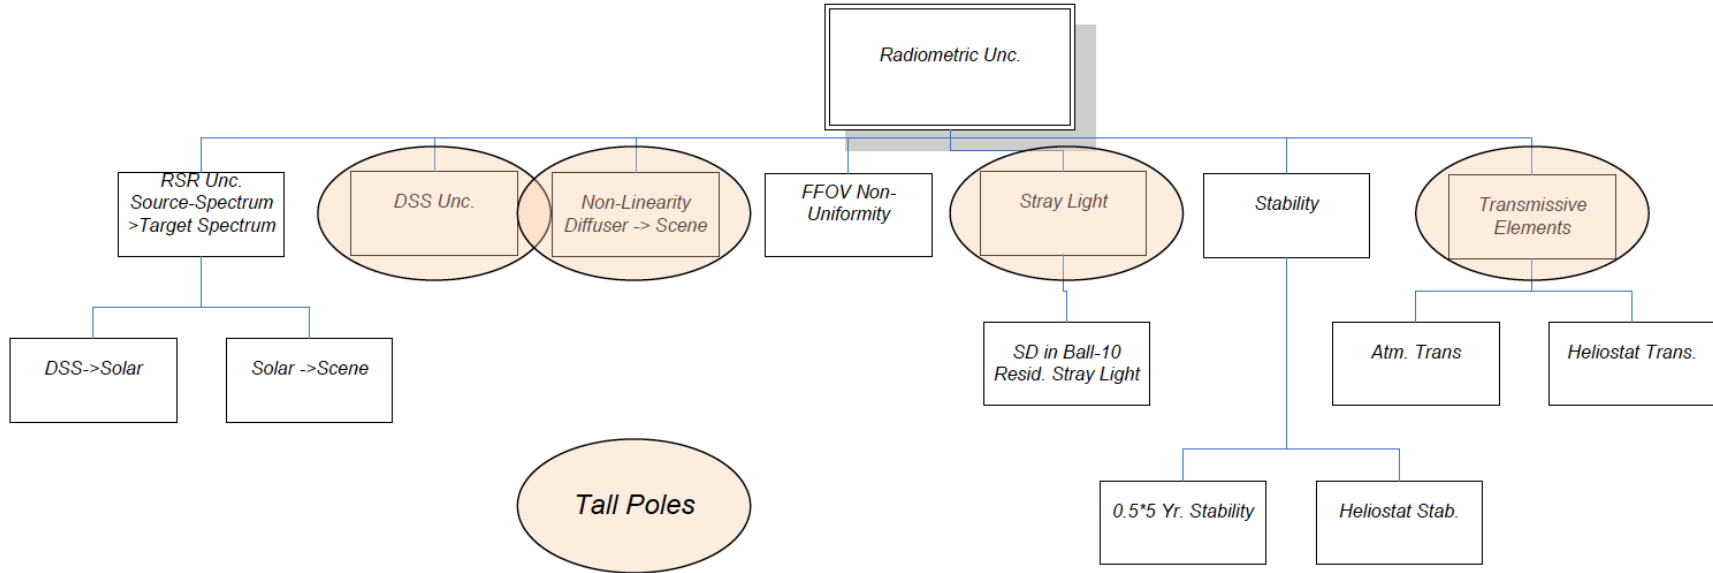 Radiometric Unc.
RSR Unc.
Source-Spectrum
>Target Spectrum
DSS Unc.
Non-Linearity
Diffuser -> Scene
FFOV Non-
Uniformity
Stray Light
Stability
Transmissive
Elements
DSS->Solar
Solar ->Scene
SD in Ball-10
Resid. Stray Light
Atm. Trans
Heliostat Trans.
0.5*5 Yr. Stability
Heliostat Stab.
Tall Poles